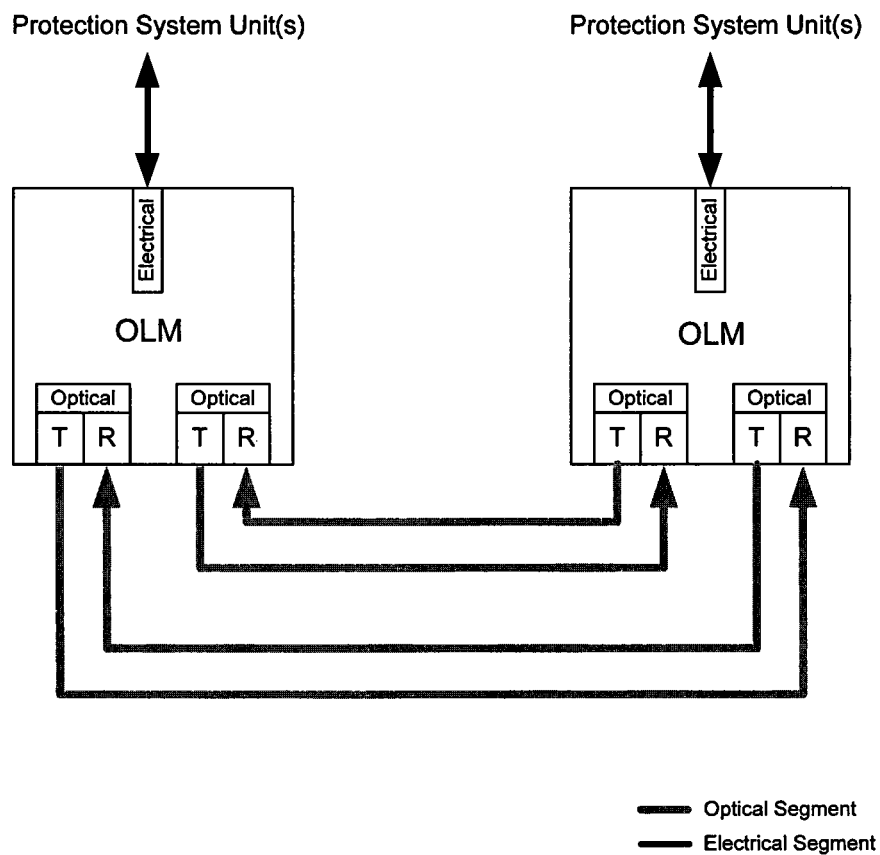 Protection System Unit(s)
Protection System Unit(s)
Electrical
Electrical
OLM
OLM
Optical
Optical
Optical
Optical
T R
T R
T R
T R
Optical Segment
Electrical Segment